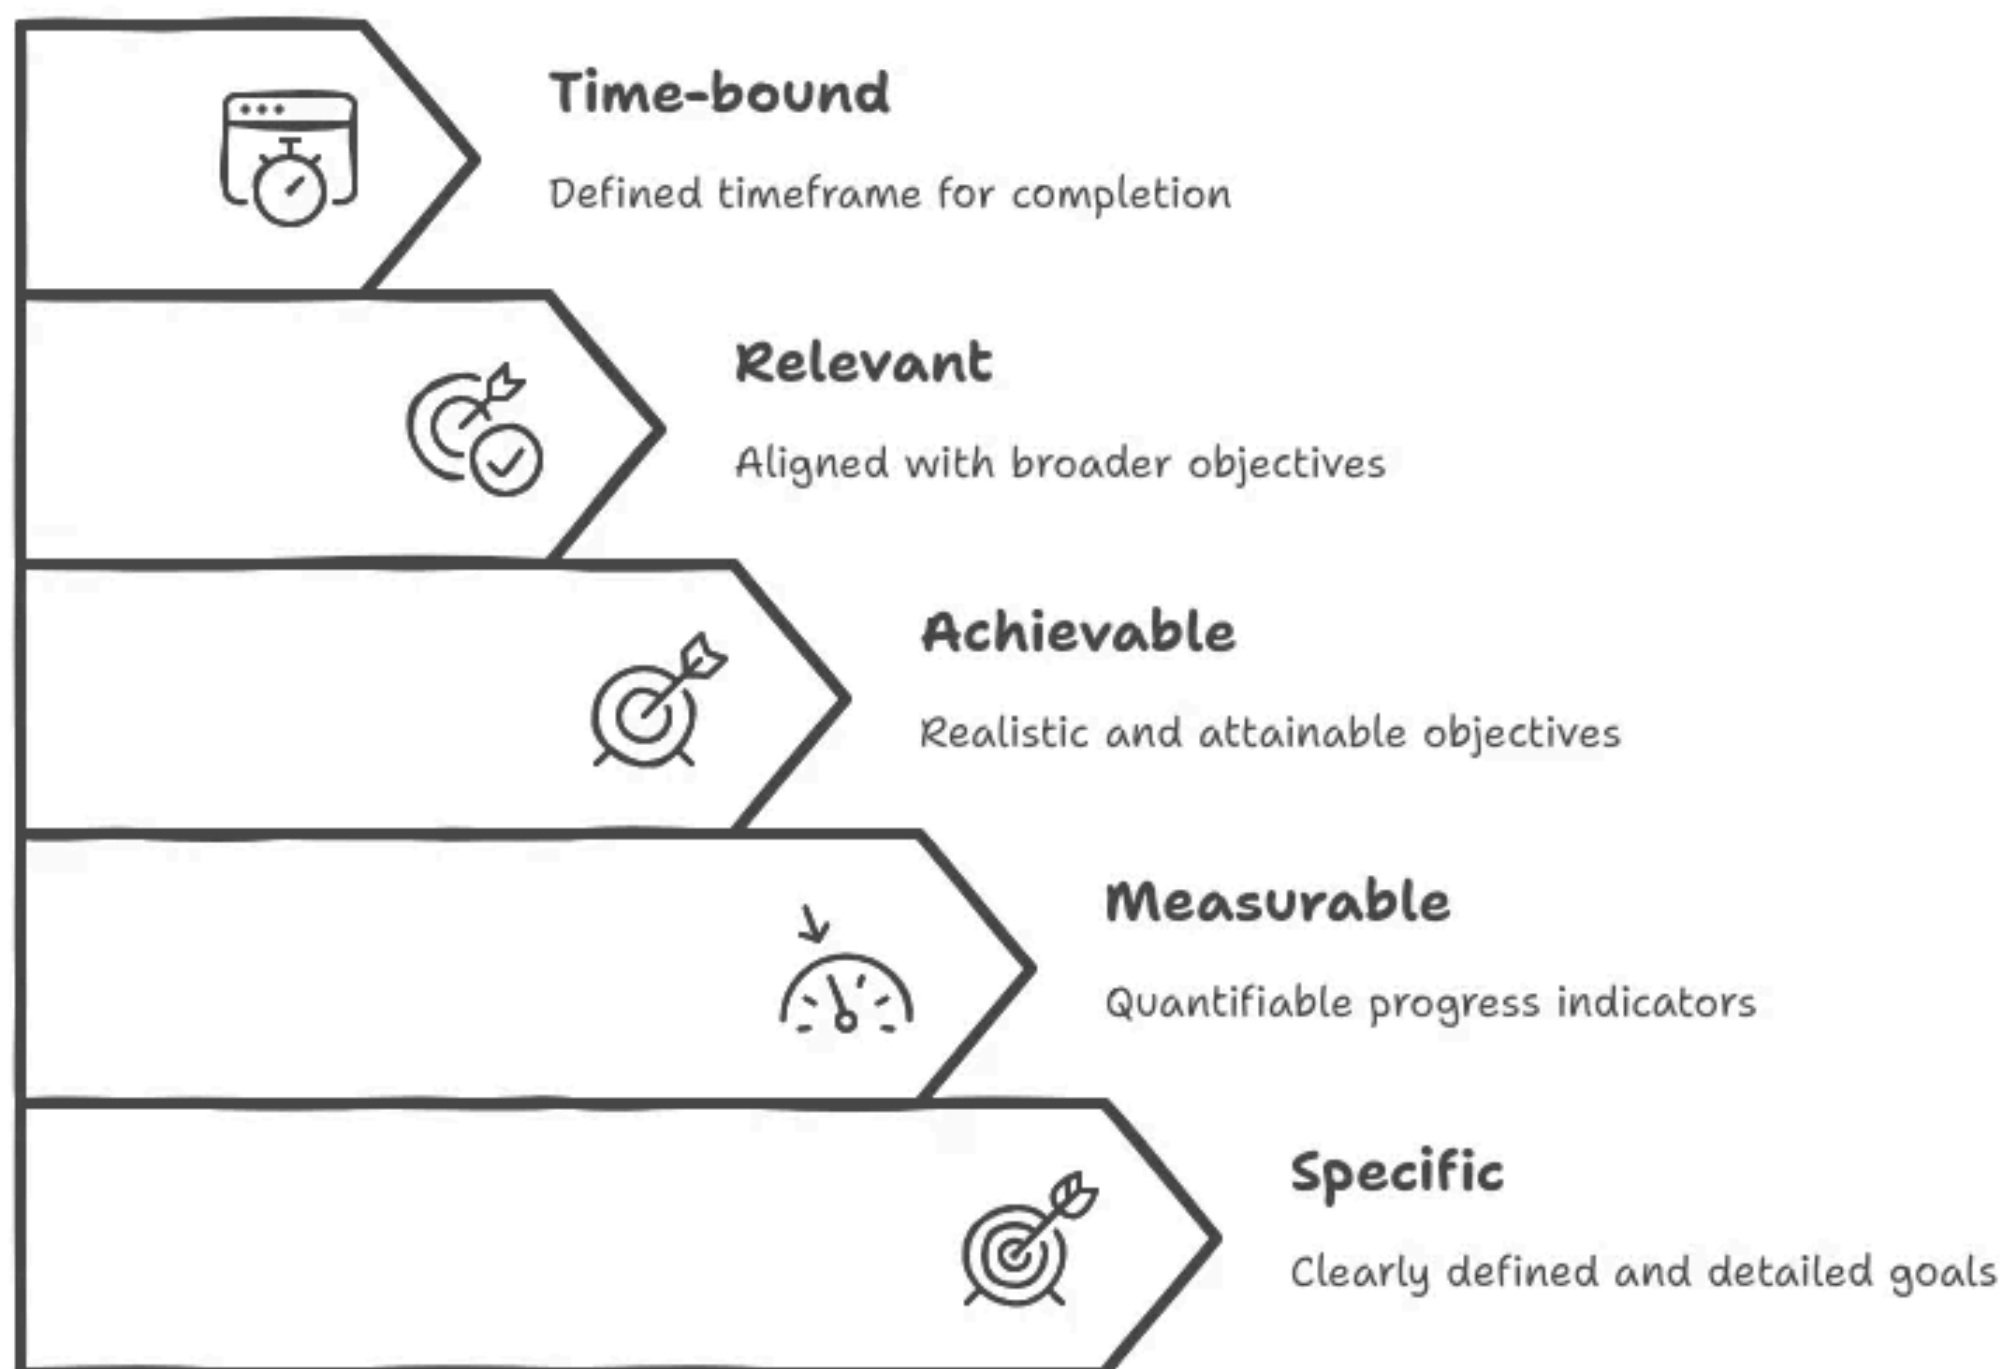 Time-bound
Defined timeframe for completion
Relevant
Aligned with broader objectives
Achievable
Realistic and attainable objectives
Measurable
Quantifiable progress indicators
Specific
Clearly defined and detailed goals